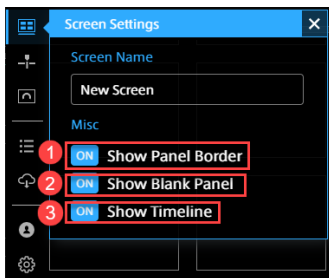 Screen Settings
Screen Name
New Screen
Misc
1 ON Show Panel Border
2 ON Show Blank Panel
3 ON Show Timeline